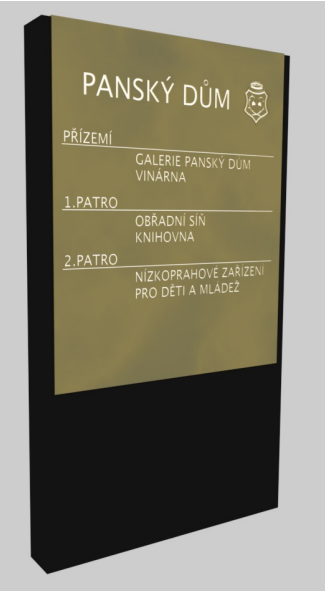 PANSKÝ DŮM
PŘÍZEMÍ
GALERIE PANSKÝ DŮM
VINÁRNA
1.PATRO
OBŘADNÍ SÍŇ
KNIHOVNA
2.PATRO
NÍZKOPRAHOVÉ ZAŘÍZENÍ
PRO DĚTI A MLÁDEŽ